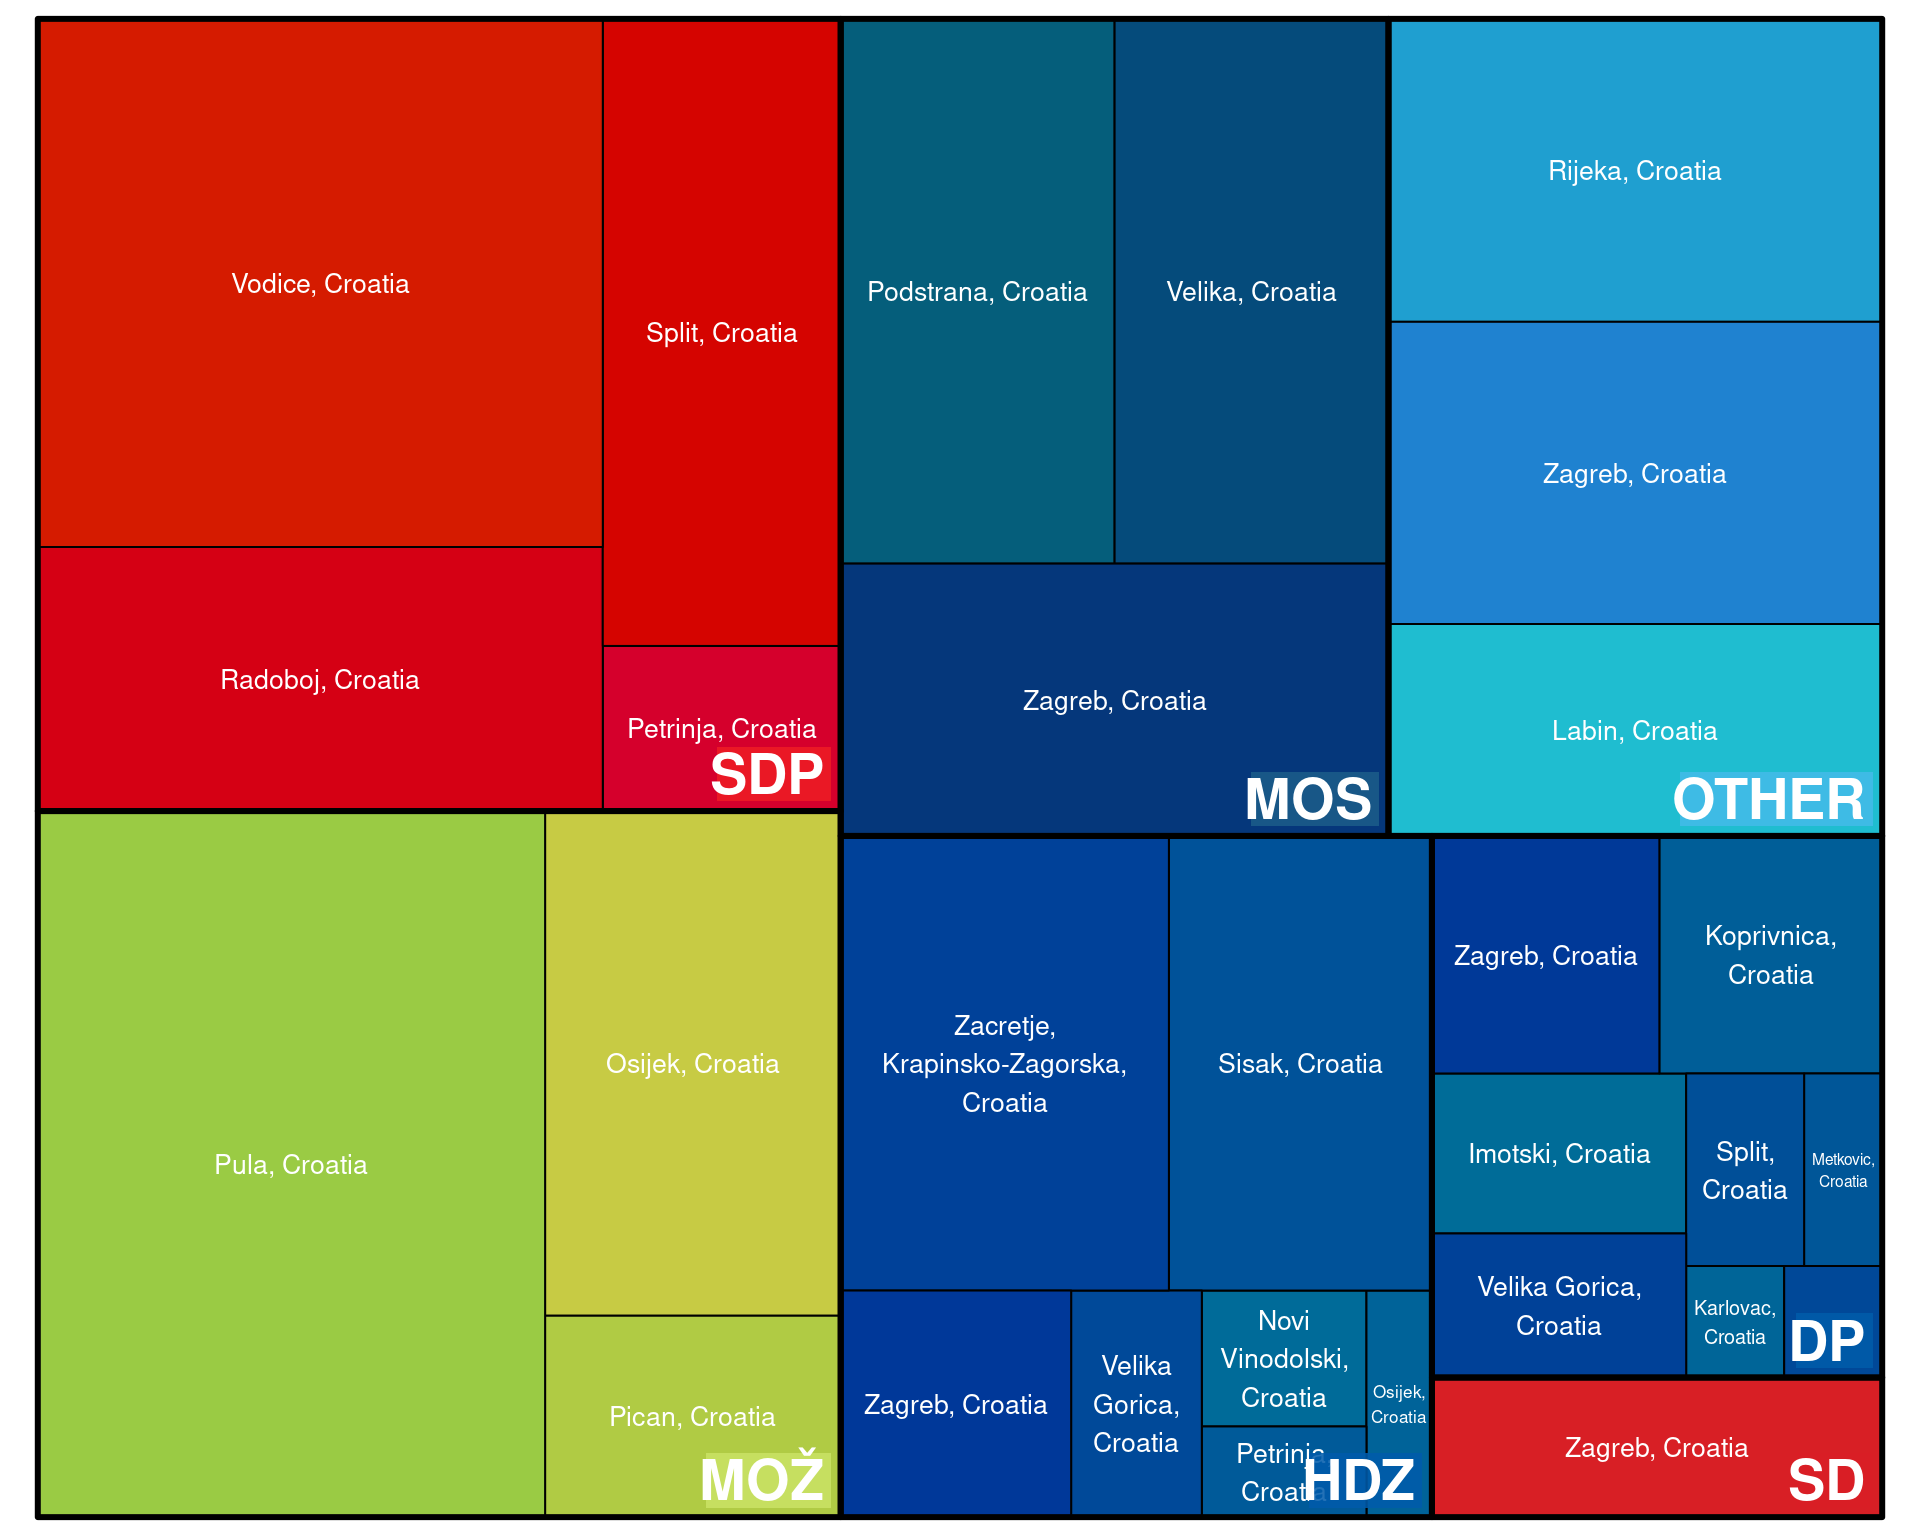 Vodice, Croatia
Split, Croatia
Radoboj, Croatia
Petrinja, Croatia
SDP
Podstrana, Croatia
Velika, Croatia
Zagreb, Croatia
MOS
Rijeka, Croatia
Zagreb, Croatia
Labin, Croatia
OTHER
Pula, Croatia
Osijek, Croatia
Pican, Croatia
MOŽ
Zacretje,
Krapinsko-Zagorska,
Croatia
Sisak, Croatia
Zagreb, Croatia
Velika
Gorica,
Croatia
Novi
Vinodolski,
Croatia
Petrinja,
Croatia
Osijek,
Croatia
HDZ
Zagreb, Croatia
Koprivnica,
Croatia
Imotski, Croatia
Split,
Croatia
Metkovic,
Croatia
Velika Gorica,
Croatia
Karlovac,
Croatia
DP
Zagreb, Croatia
SD